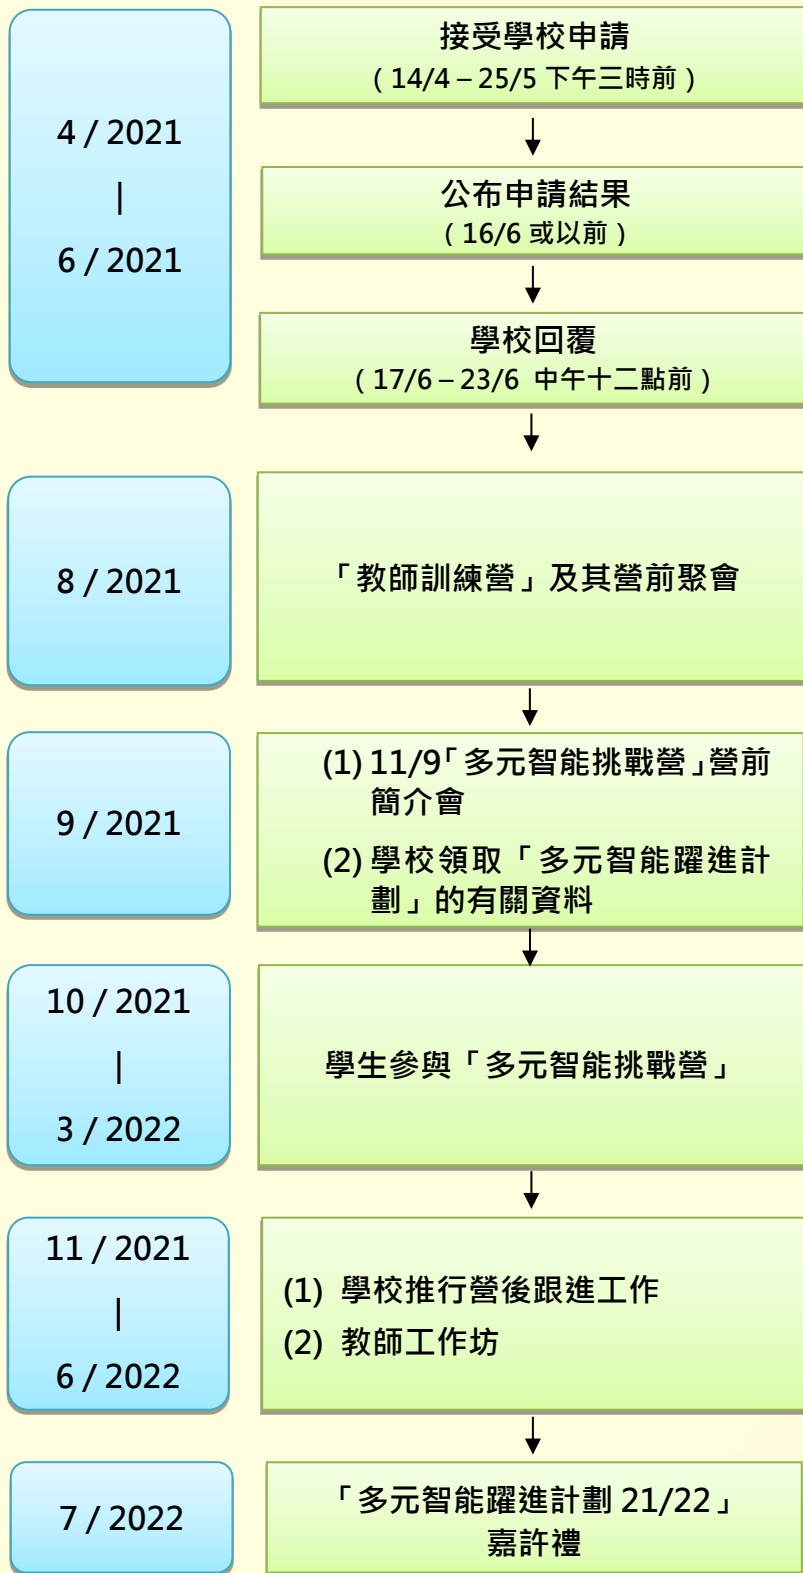 4 / 2021
|
6 / 2021
接受學校申請
( 14/4 – 25/5 下午三時前 )
公布申請結果
( 16/6 或以前 )
學校回覆
( 17/6 – 23/6 中午十二點前 )
8 / 2021
「教師訓練營」及其營前聚會
9 / 2021
(1) 11/9「多元智能挑戰營」營前
簡介會
(2) 學校領取「多元智能躍進計
劃」的有關資料
10 / 2021
|
3 / 2022
學生參與「多元智能挑戰營」
11 / 2021
|
6 / 2022
(1) 學校推行營後跟進工作
(2) 教師工作坊
7 / 2022
「多元智能躍進計劃 21/22」
嘉許禮